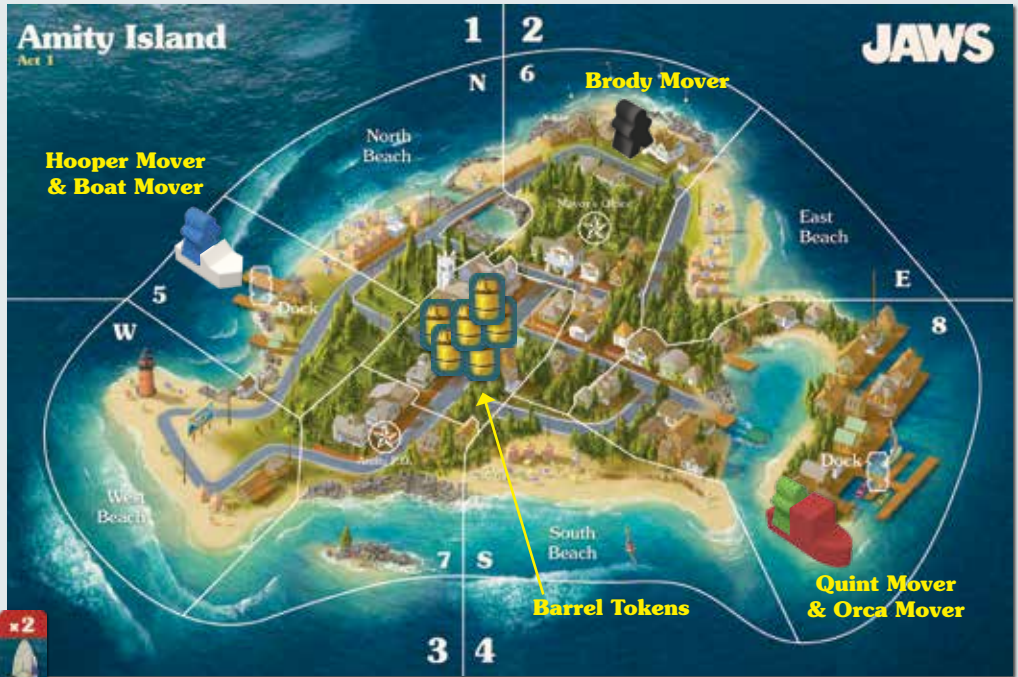 Amity Island
Act 1
1 2
JAWS
N 6
Brody Mover
North
Beach
Hooper Mover
& Boat Mover
Mayor's Office
East
Beach
E
5
Dock
8
W
Dock
Amity P.D.
West
Beach
South
Beach
7 S
Quint Mover
& Orca Mover
Barrel Tokens
x2
3 4